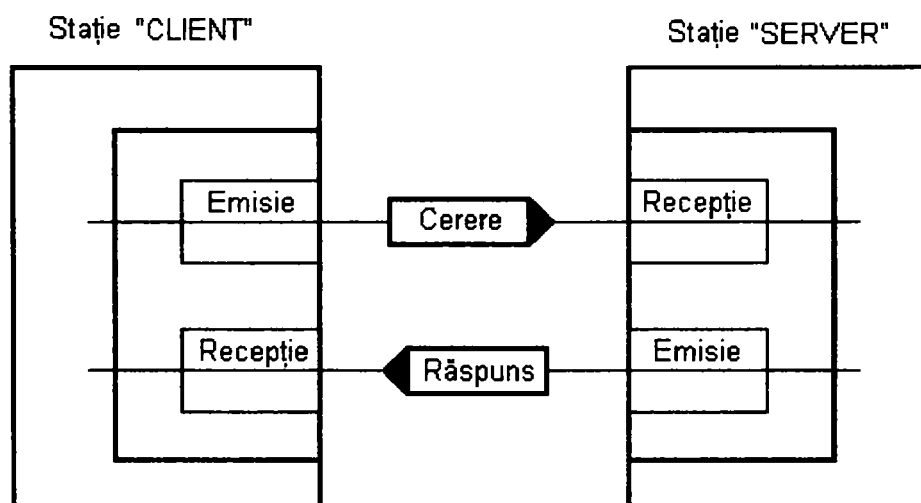 Stație "CLIENT"
Stație "SERVER"
Emisie
Cerere
Recepție
Recepție
Răspuns
Emisie